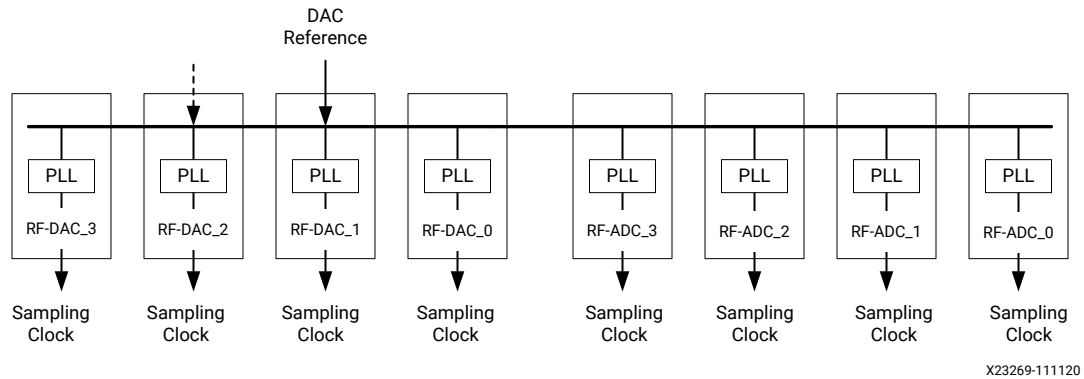 DAC
Reference
PLL PLL PLL PLL PLL PLL PLL PLL
RF-DAC_3 RF-DAC_2 RF-DAC_1 RF-DAC_0 RF-ADC_3 RF-ADC_2 RF-ADC_1 RF-ADC_0
Sampling Sampling Sampling Sampling Sampling Sampling Sampling Sampling
Clock Clock Clock Clock Clock Clock Clock Clock
X23269-111120